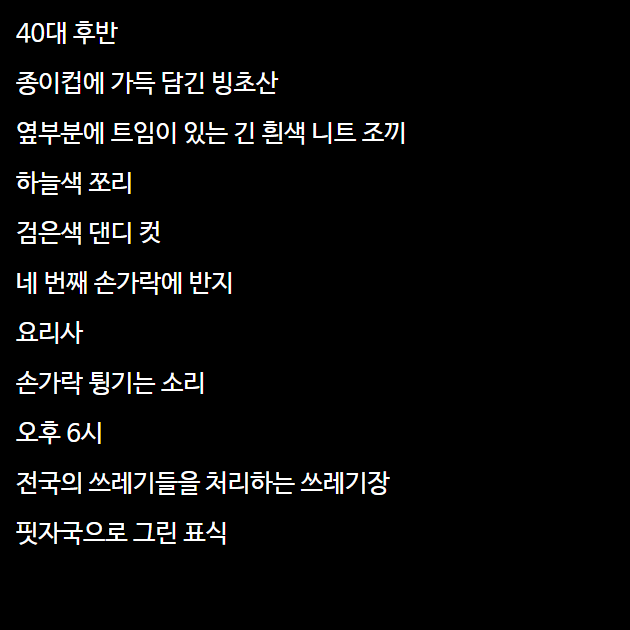 40대 후반
종이컵에 가득 담긴 빙초산
옆부분에 트임이 있는 긴 흰색 니트 조끼
하늘색 쪼리
검은색 댄디 컷
네 번째 손가락에 반지
요리사
손가락 튕기는 소리
오후 6시
전국의 쓰레기들을 처리하는 쓰레기장
핏자국으로 그린 표식